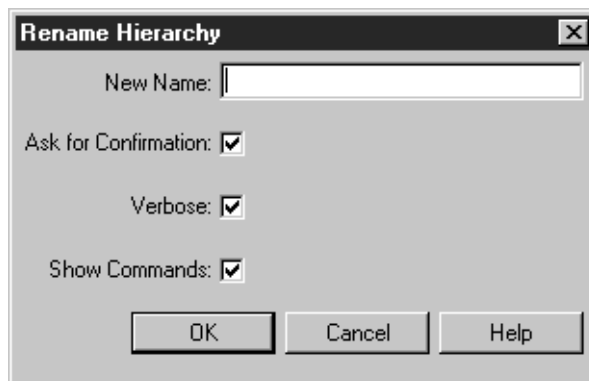 Rename Hierarchy
New Name:
Ask for Confirmation:
Verbose:
Show Commands:
OK Cancel Help